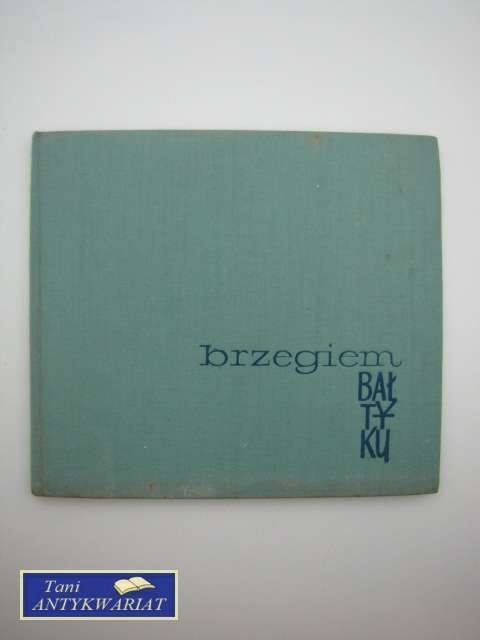 brzegiem
BAŁ
TY
KU
Tani
ANTYKWARIAT